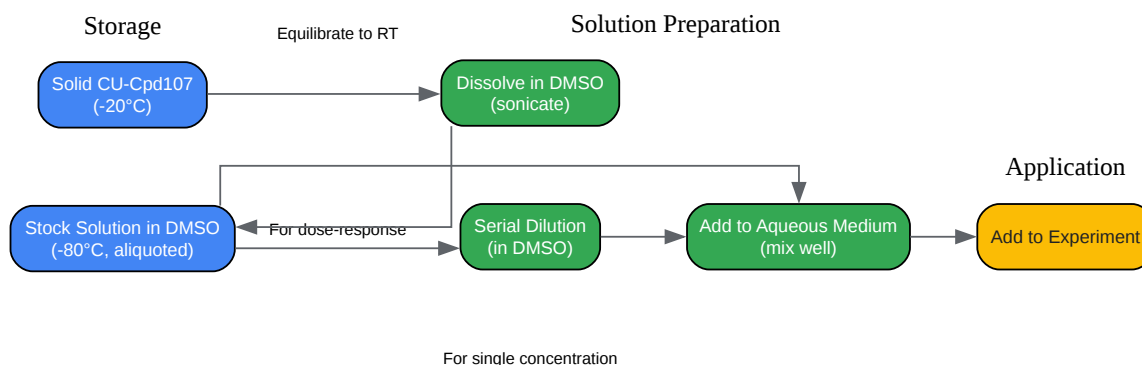 Storage
Equilibrate to RT
Solution Preparation
Solid CU-Cpd107
(-20°C)
Dissolve in DMSO
(sonicate)
Application
Stock Solution in DMSO
(-80°C, aliquoted)
For dose-response
Serial Dilution
(in DMSO)
Add to Aqueous Medium
(mix well)
Add to Experiment
For single concentration